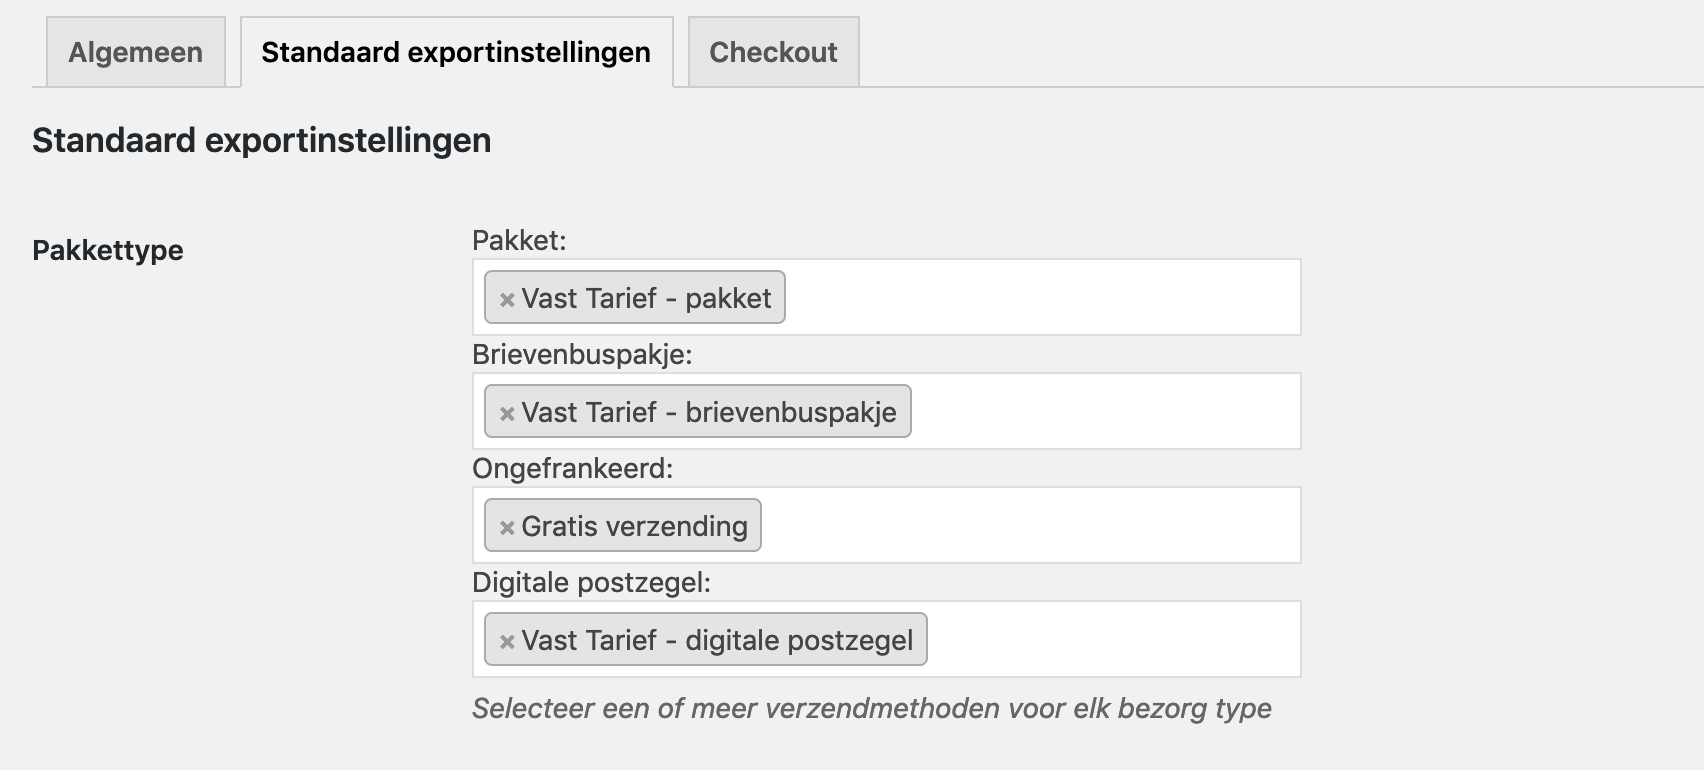 Algemeen
Standaard exportinstellingen
Checkout
Standaard exportinstellingen
Pakkettype
Pakket:
× Vast Tarief - pakket
Brievenbuspakje:
× Vast Tarief - brievenbuspakje
Ongefrankeerd:
× Gratis verzending
Digitale postzegel:
× Vast Tarief - digitale postzegel
Selecteer een of meer verzendmethoden voor elk bezorg type